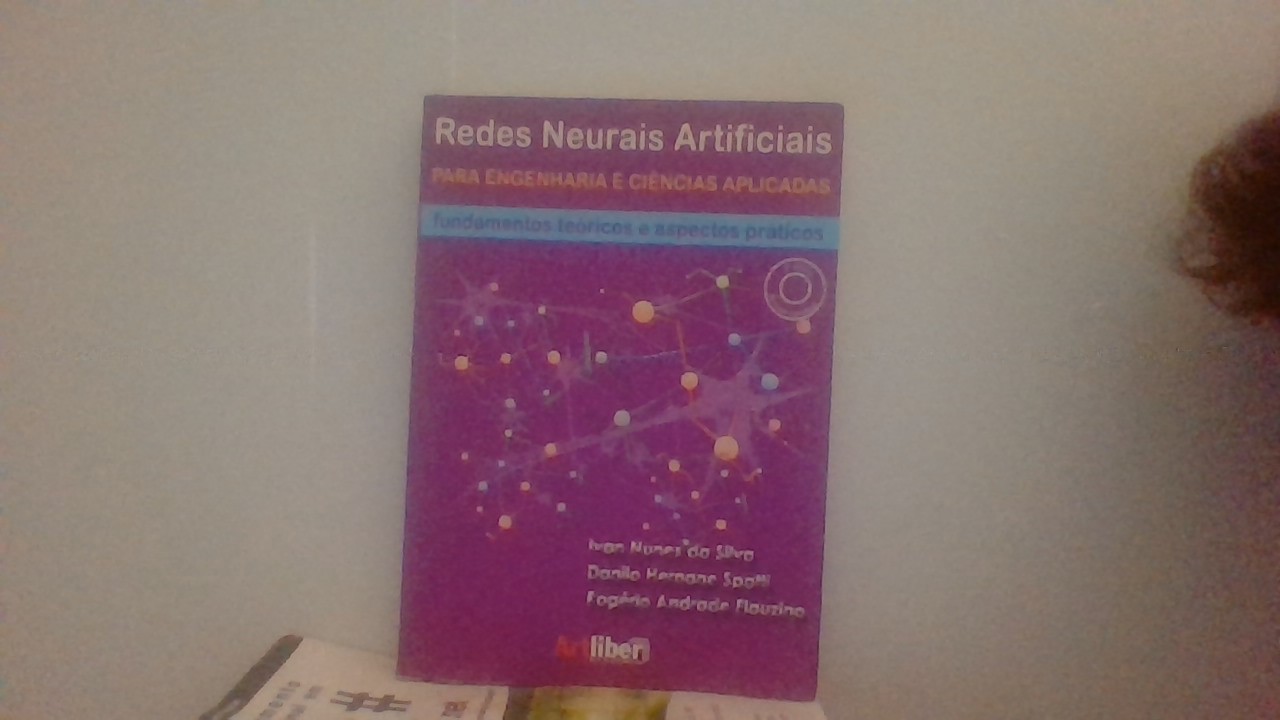 Redes Neurais Artificiais
PARA ENGENHARIA E CIÊNCIAS APLICADAS
fundamentos teóricos e aspectos práticos
Ivan Nunes da Silva
Danilo Hernane Spatti
Rogério Andrade Flauzino
Artliber
#